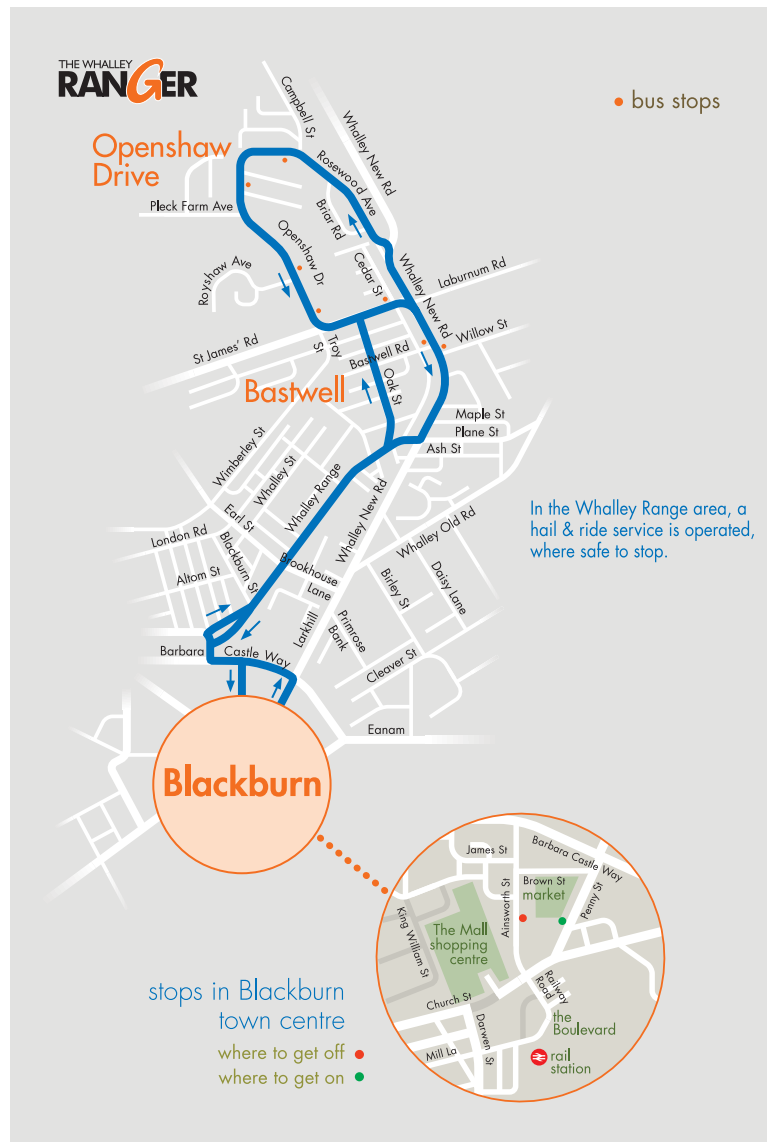 THE WHALLEY
RANGER
bus stops
Openshaw
Drive
Campbell St
Whalley New Rd
Rosewood Ave
Pleck Farm Ave
Briar Rd
Openshaw Dr
Royshaw Ave
Cedar St
Whalley New Rd
Laburnum Rd
St James' Rd
Troy
St
Bastwell Rd
Willow St
Bastwell
Oak St
Maple St
Plane St
Ash St
Wimberley St
Whalley St
Whalley Range
Whalley New Rd
In the Whalley Range area, a
hail & ride service is operated,
where safe to stop.
Earl St
London Rd
Blackburn St
Whalley Old Rd
Altom St
Brookhouse
Lane
Birley St
Daisy Lane
Larkhill
Primrose
Bank
Barbara Castle Way
Cleaver St
Eanam
Blackburn
James St
Barbara Castle Way
Ainsworth St
Brown St
market
Penny St
King William St
The Mall
shopping
centre
Railway
Road
Church St
Darwen St
the
Boulevard
Mill La
rail
station
stops in Blackburn
town centre
where to get off
where to get on